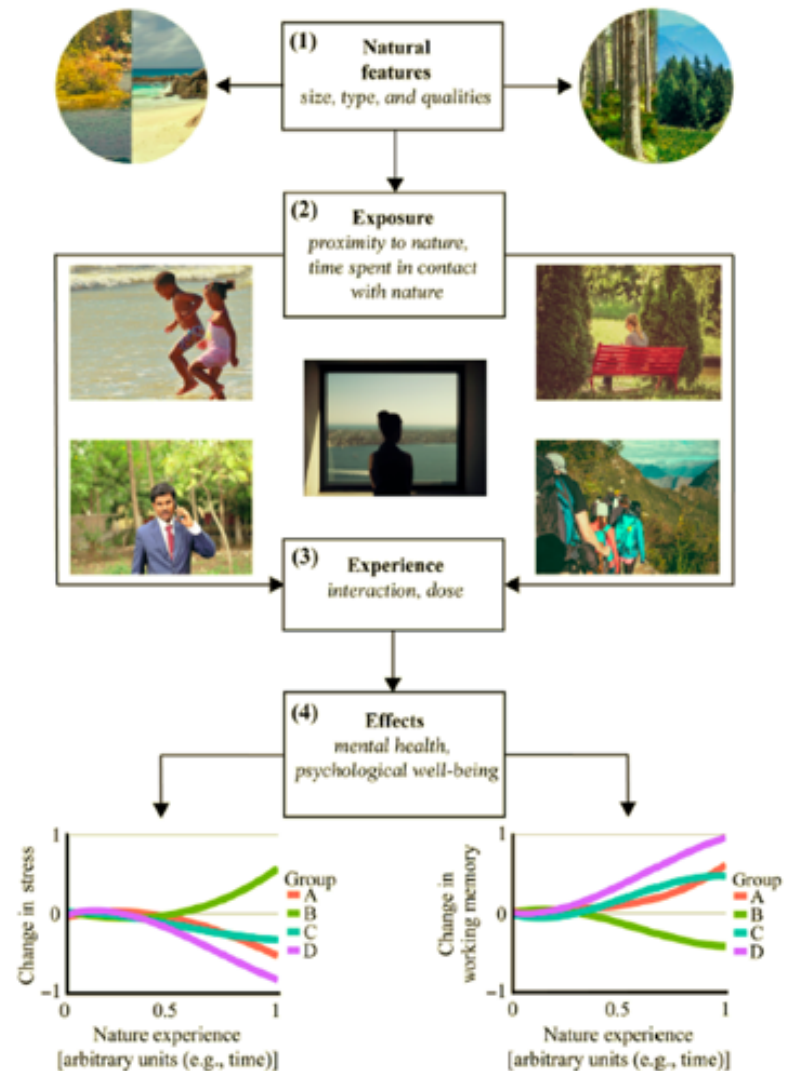 (1)
Natural
features
size, type, and qualities
(2)
Exposure
proximity to nature,
time spent in contact
with nature
(3)
Experience
interaction, dose
(4)
Effects
mental health,
psychological well-being
Change in stress
1
0
−1
0
0.5
1
Nature experience
[arbitrary units (e.g., time)]
Group
A
B
C
D
Change in
working memory
1
0
−1
0
0.5
1
Nature experience
[arbitrary units (e.g., time)]
Group
A
B
C
D